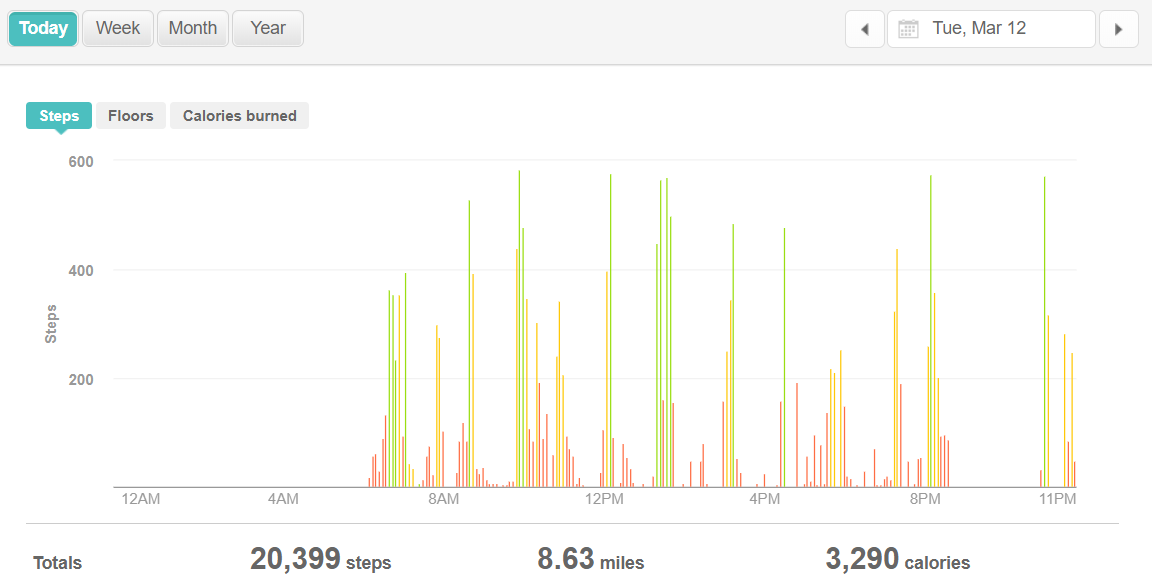 Today Week Month Year Tue, Mar 12
Steps Floors Calories burned
600
400
200
Steps
12AM 4AM 8AM 12PM 4PM 8PM 11PM
Totals 20,399 steps 8.63 miles 3,290 calories